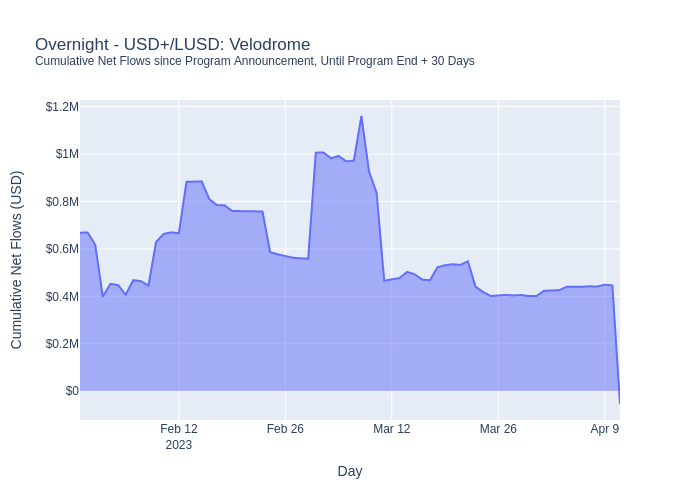 Overnight - USD+/LUSD: Velodrome
Cumulative Net Flows since Program Announcement, Until Program End + 30 Days
Cumulative Net Flows (USD)
$1.2M
$1M
$0.8M
$0.6M
$0.4M
$0.2M
$0
Feb 12
2023
Feb 26
Mar 12
Mar 26
Apr 9
Day